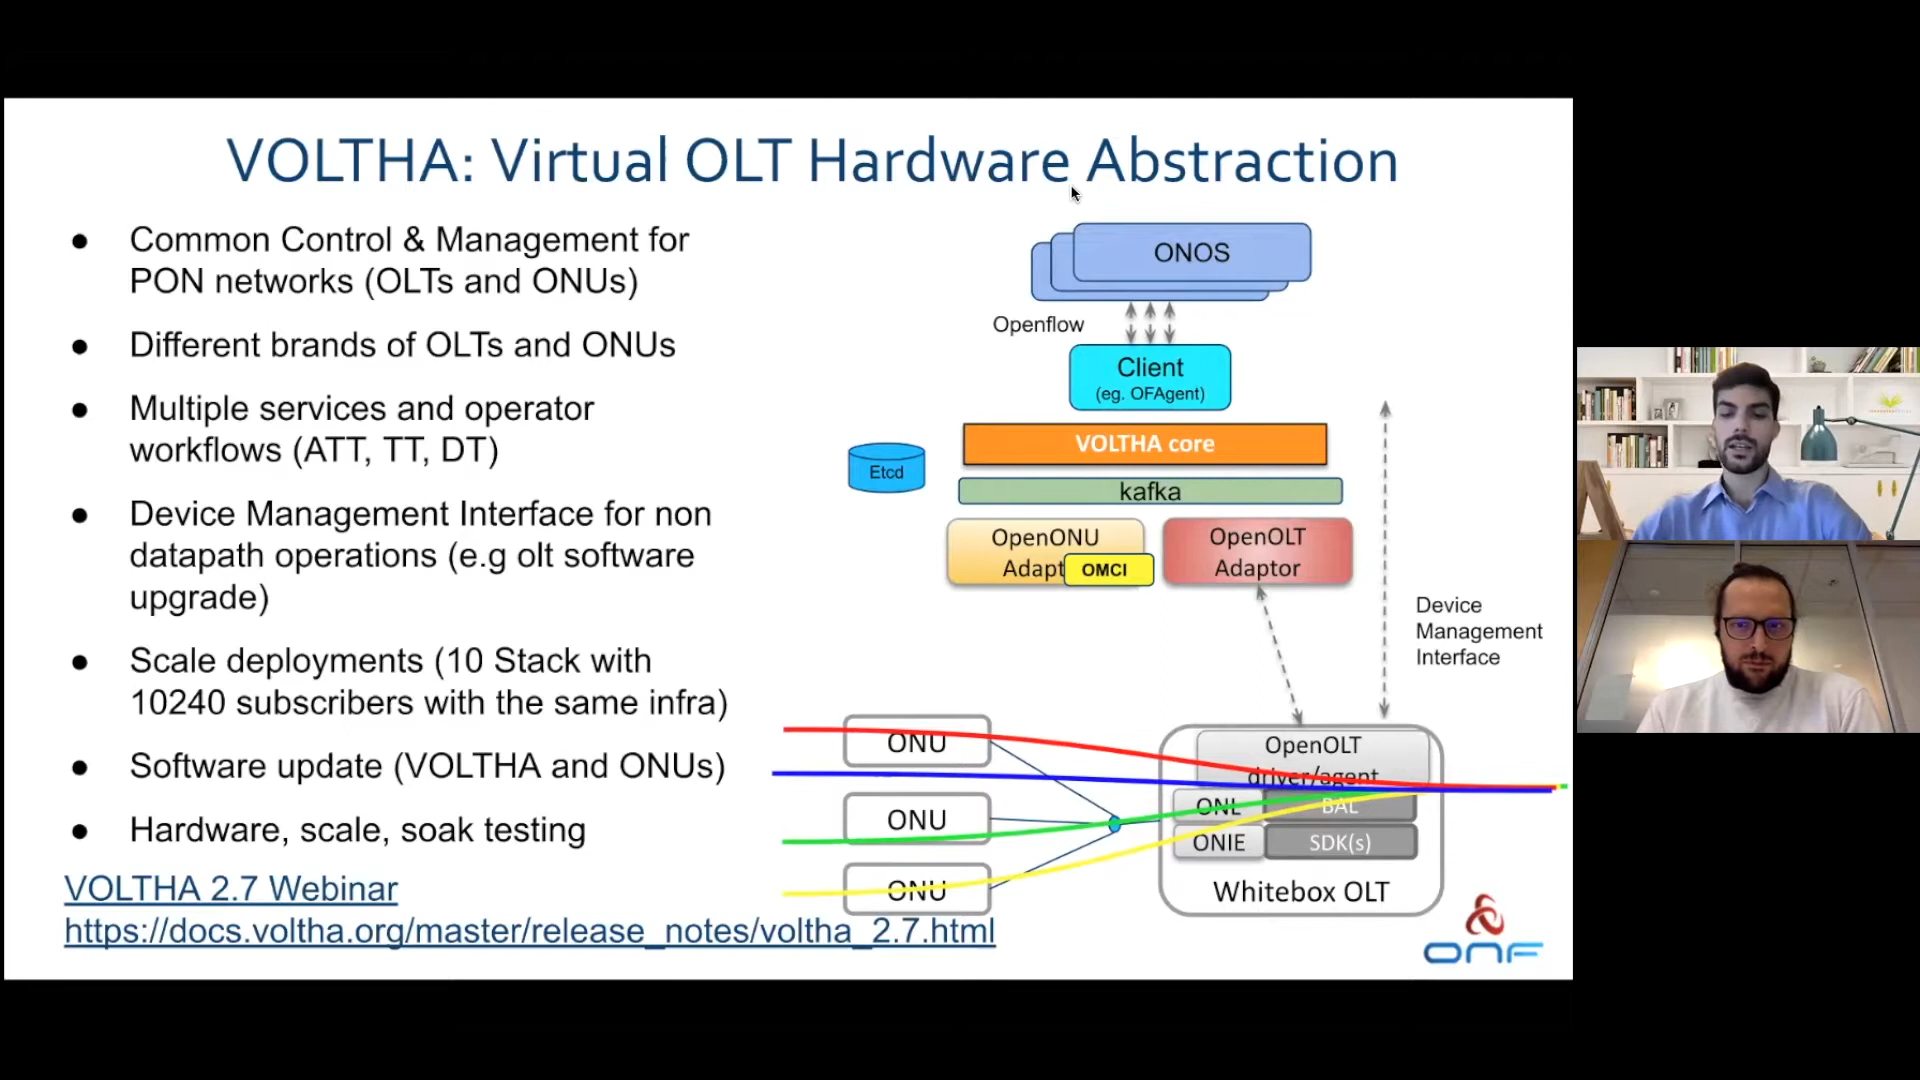 VOLTHA: Virtual OLT Hardware Abstraction
● Common Control & Management for
PON networks (OLTs and ONUs)
● Different brands of OLTs and ONUs
● Multiple services and operator
workflows (ATT, TT, DT)
● Device Management Interface for non
datapath operations (e.g olt software
upgrade)
● Scale deployments (10 Stack with
10240 subscribers with the same infra)
● Software update (VOLTHA and ONUs)
● Hardware, scale, soak testing
VOLTHA 2.7 Webinar
https://docs.voltha.org/master/release_notes/voltha_2.7.html
ONOS
Openflow
Client
(eg. OFAgent)
VOLTHA core
Etcd
kafka
OpenONU
Adapt
OMCI
OpenOLT
Adaptor
Device
Management
Interface
ONU
ONU
ONU
OpenOLT
driver/agent
ONL
BAL
ONIE
SDK(s)
Whitebox OLT
ONF